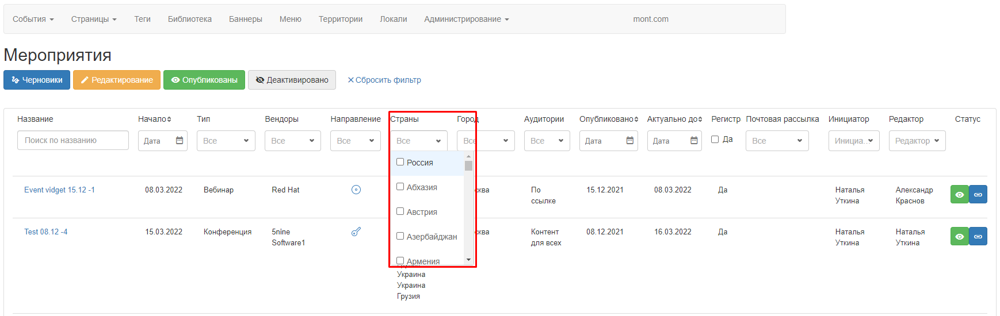 События Страницы Теги Библиотека Баннеры Меню Территории Локали Администрирование mont.com
Мероприятия
Черновики Редактирование Опубликованы Деактивировано Сбросить фильтр
Название Начало Тип Вендоры Направление Страны Город Аудитории Опубликовано Актуально до Регистр Почтовая рассылка Инициатор Редактор Статус
Поиск по названию Дата Все Все Все Все Все Все Дата Дата Да Все Инициа... Редактор
Россия
Абхазия
Австрия
Азербайджан
Армения
Event vidget 15.12 -1 08.03.2022 Вебинар Red Hat сква По 15.12.2021 08.03.2022 Да Наталья Александр
ссылке Уткина Краснов
Test 08.12 -4 15.03.2022 Конференция 5nine сква Контент 08.12.2021 16.03.2022 Да Наталья Наталья
Software1 для всех Уткина Уткина
Украина
Украина
Грузия